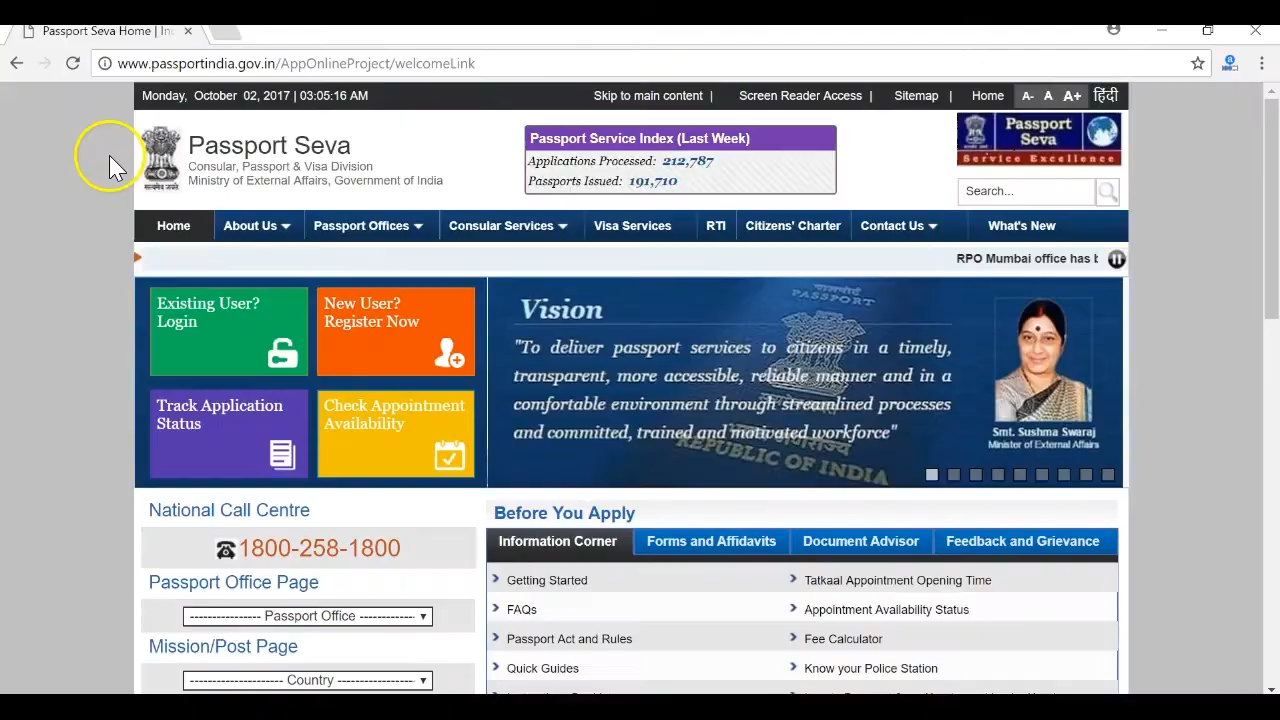 Passport Seva Home | Ind
www.passportindia.gov.in/AppOnlineProject/welcomeLink
Monday, October 02, 2017 | 03:05:16 AM
Skip to main content |
Screen Reader Access |
Sitemap |
Home
A- A A+ हिंदी
Passport Seva
Consular, Passport & Visa Division
Ministry of External Affairs, Government of India
सत्यमेव जयते
Passport Service Index (Last Week)
Applications Processed: 212,787
Passports Issued: 191,710
Passport
Seva
Service Excellence
Search...
Home
About Us
Passport Offices
Consular Services
Visa Services
RTI
Citizens' Charter
Contact Us
What's New
RPO Mumbai office has b
Existing User?
Login
New User?
Register Now
Track Application
Status
Check Appointment
Availability
Vision
"To deliver passport services to citizens in a timely,
transparent, more accessible, reliable manner and in a
comfortable environment through streamlined processes
and committed, trained and motivated workforce"
PASSPORT
REPUBLIC OF INDIA
Smt. Sushma Swaraj
Minister of External Affairs
National Call Centre
1800-258-1800
Passport Office Page
---------------- Passport Office -------------
Mission/Post Page
--------------------- Country -----------------
Before You Apply
Information Corner
Forms and Affidavits
Document Advisor
Feedback and Grievance
Getting Started
Tatkaal Appointment Opening Time
FAQs
Appointment Availability Status
Passport Act and Rules
Fee Calculator
Quick Guides
Know your Police Station